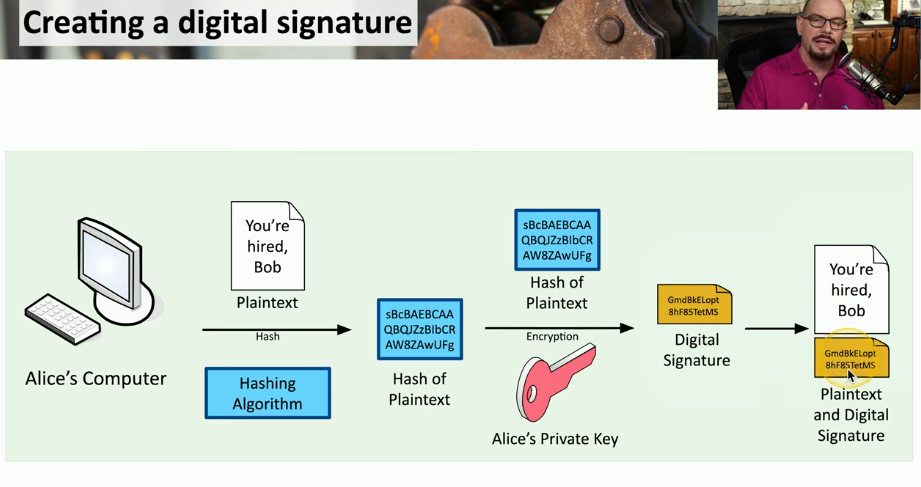 Creating a digital signature
You're
hired,
Bob
Plaintext
Hash
Hashing
Algorithm
Alice's Computer
sBcBAEBCAA
QBQJZzBIbCR
AW8ZAwUFg
Hash of
Plaintext
sBcBAEBCAA
QBQJZzBIbCR
AW8ZAwUFg
Hash of
Plaintext
Encryption
Alice's Private Key
GmdBkELopt
8hF85TetMS
Digital
Signature
You're
hired,
Bob
GmdBkELopt
8hF85TetMS
Plaintext
and Digital
Signature